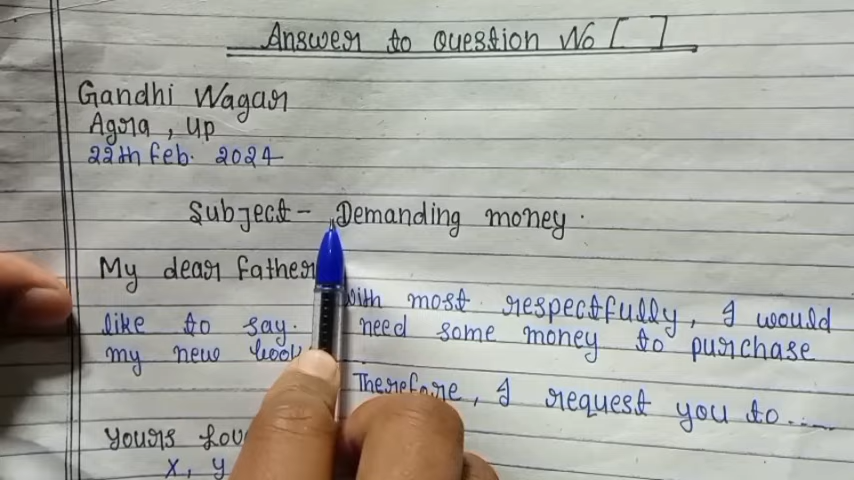 Answer to Question No [ ]
Gandhi Wagar
Agra, Up
22th Feb. 2024
Subject - Demanding money.
My dear Father
With most respectfully, I would
like to say. need some money to purchase
my new
Therefore, I request you to.....
Yours
x, y